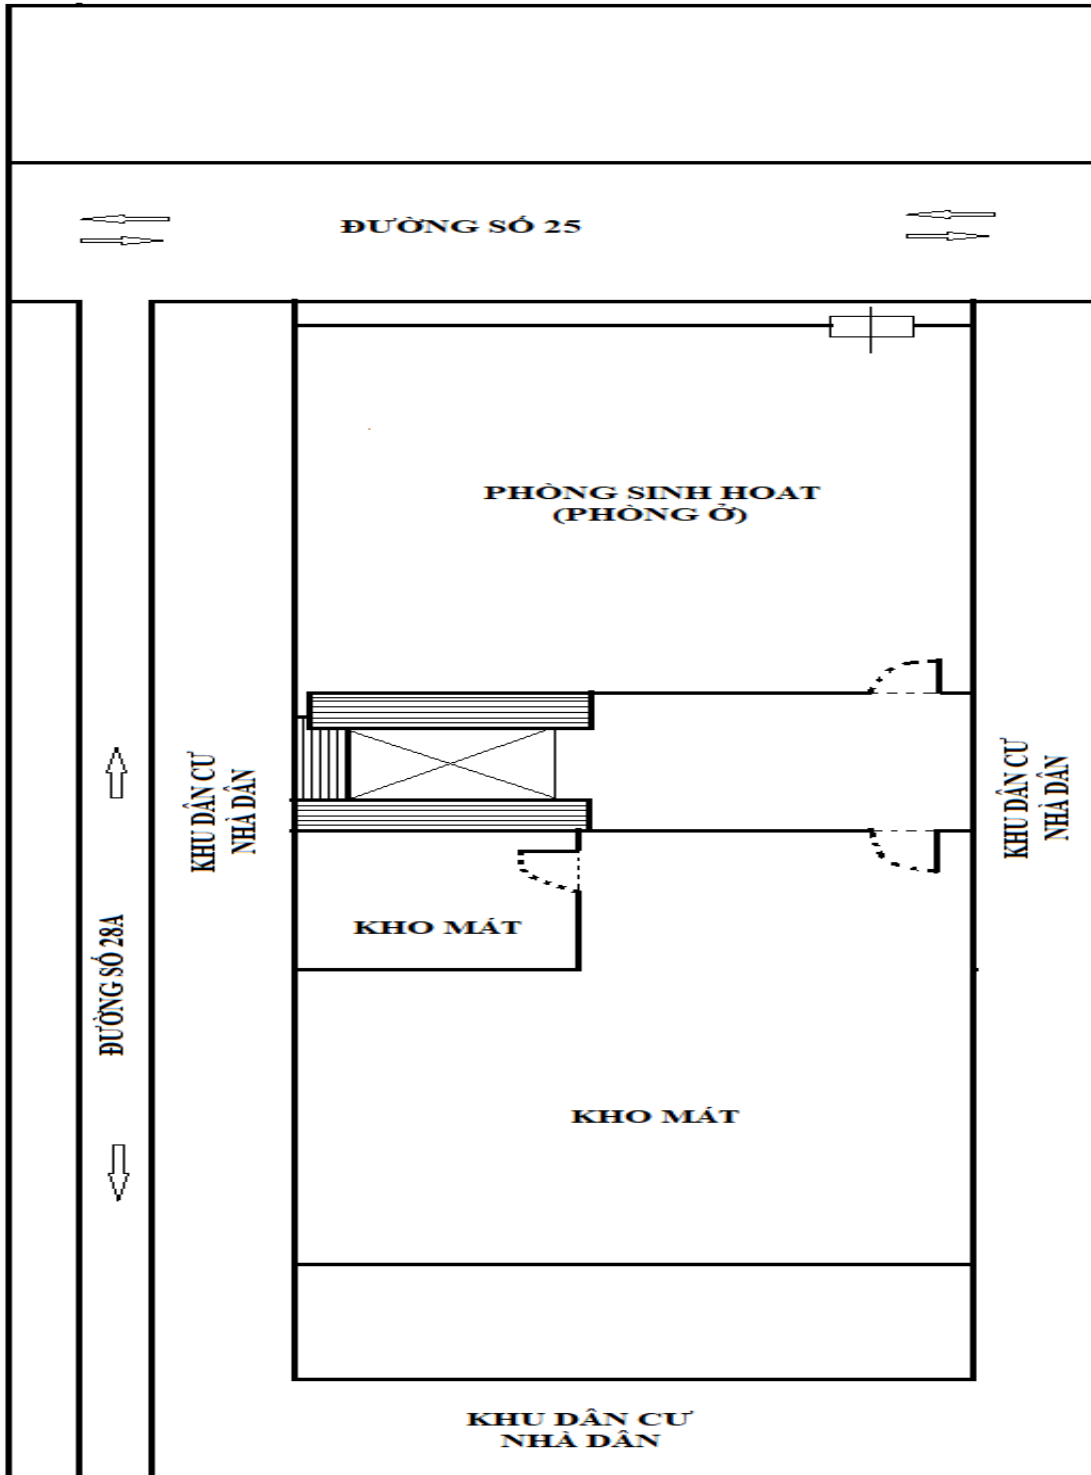 ĐƯỜNG SỐ 25
PHÒNG SINH HOẠT
(PHÒNG Ở)
KHU DÂN CƯ
NHÀ DÂN
KHU DÂN CƯ
NHÀ DÂN
ĐƯỜNG SỐ 28A
KHO MÁT
KHO MÁT
KHU DÂN CƯ
NHÀ DÂN